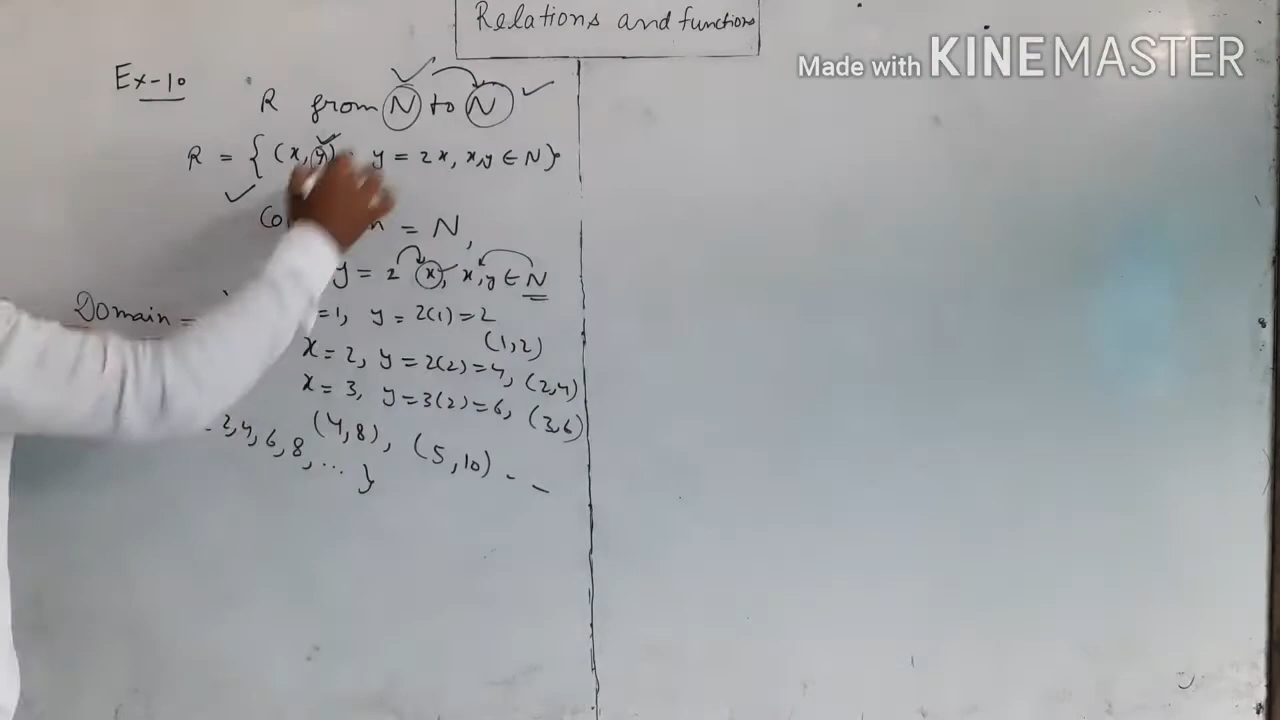 Relations and functions
Made with KINEMASTER
Ex-10
R from N to N
R = { (x, y) y = 2x, x,y ∈ N }
= N,
y = 2 x, x,y ∈ N
Domain =
=1, y = 2(1) = 2
(1,2)
x = 2, y = 2(2) = 4, (2,4)
x = 3, y = 3(2) = 6, (3,6)
(4,8), (5,10) - -
2,4,6,8,... }